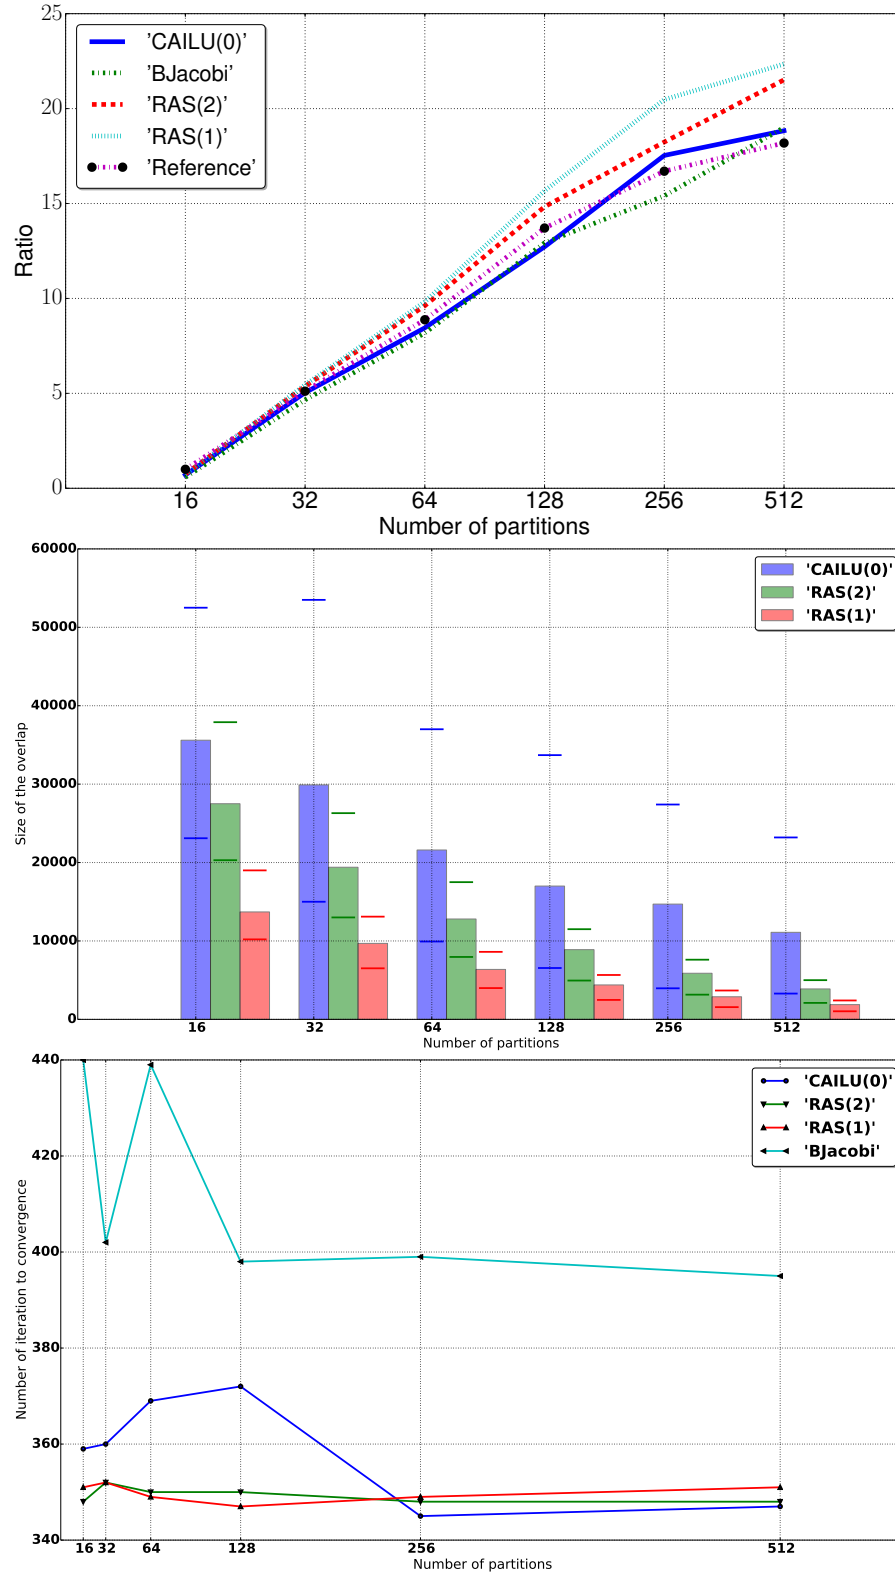 25
20
15
10
5
0
Ratio
'CAILU(0)'
'BJacobi'
'RAS(2)'
'RAS(1)'
'Reference'
16 32 64 128 256 512
Number of partitions
60000
50000
40000
30000
20000
10000
0
Size of the overlap
'CAILU(0)'
'RAS(2)'
'RAS(1)'
16 32 64 128 256 512
Number of partitions
440
420
400
380
360
340
Number of iteration to convergence
'CAILU(0)'
'RAS(2)'
'RAS(1)'
'BJacobi'
16 32 64 128 256 512
Number of partitions